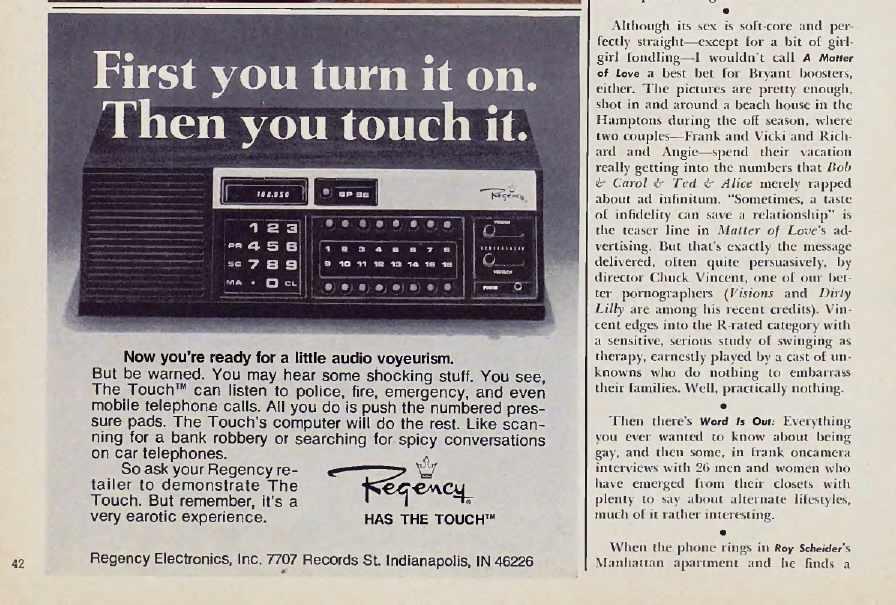 First you turn it on.
Then you touch it.
Regency
1 2 3
PR 4 5 6
SC 7 8 9
MA . 0 CL
1 2 3 4 5 6 7 8
9 10 11 12 13 14 15 16
Now you're ready for a little audio voyeurism.
But be warned. You may hear some shocking stuff. You see,
The Touch™ can listen to police, fire, emergency, and even
mobile telephone calls. All you do is push the numbered pres-
sure pads. The Touch's computer will do the rest. Like scan-
ning for a bank robbery or searching for spicy conversations
on car telephones.
So ask your Regency re-
tailer to demonstrate The
Touch. But remember, it's a
very earotic experience.
Regency
HAS THE TOUCH™
Regency Electronics, Inc. 7707 Records St. Indianapolis, IN 46226
42
Although its sex is soft-core and per-
fectly straight—except for a bit of girl-
girl fondling—I wouldn't call A Matter
of Love a best bet for Bryant boosters,
either. The pictures are pretty enough,
shot in and around a beach house in the
Hamptons during the off season, where
two couples—Frank and Vicki and Rich-
ard and Angie—spend their vacation
really getting into the numbers that Bob
& Carol & Ted & Alice merely rapped
about ad infinitum. "Sometimes, a taste
of infidelity can save a relationship" is
the teaser line in Matter of Love's ad-
vertising. But that's exactly the message
delivered, often quite persuasively, by
director Chuck Vincent, one of our bet-
ter pornographers (Visions and Dirty
Lilly are among his recent credits). Vin-
cent edges into the R-rated category with
a sensitive, serious study of swinging as
therapy, earnestly played by a cast of un-
knowns who do nothing to embarrass
their families. Well, practically nothing.
Then there's Word Is Out: Everything
you ever wanted to know about being
gay, and then some, in frank oncamera
interviews with 26 men and women who
have emerged from their closets with
plenty to say about alternate lifestyles,
much of it rather interesting.
When the phone rings in Roy Scheider's
Manhattan apartment and he finds a